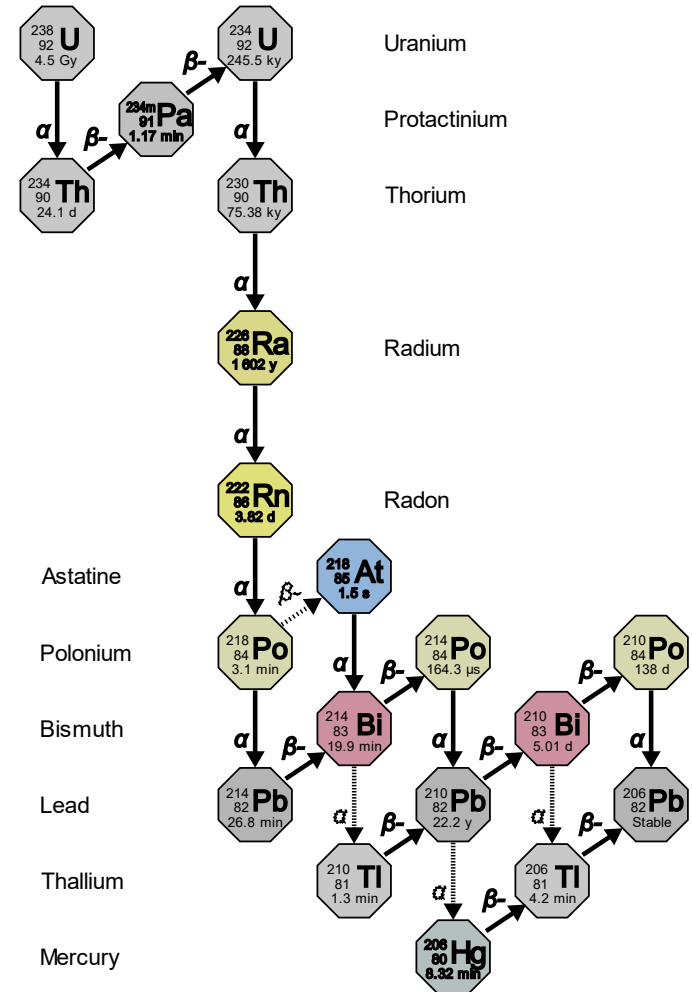 238 92 U 4.5 Gy
234 92 U 245.5 ky
Uranium
β-
234m 91 Pa 1.17 min
Protactinium
α
β-
α
234 90 Th 24.1 d
230 90 Th 75.38 ky
Thorium
α
226 88 Ra 1 602 y
Radium
α
222 86 Rn 3.82 d
Radon
Astatine
α
β-
218 85 At 1.5 s
Polonium
218 84 Po 3.1 min
α
β-
214 84 Po 164.3 µs
β-
210 84 Po 138 d
Bismuth
α
β-
214 83 Bi 19.9 min
α
β-
210 83 Bi 5.01 d
α
Lead
214 82 Pb 26.8 min
α
β-
210 82 Pb 22.2 y
α
β-
206 82 Pb Stable
Thallium
210 81 Tl 1.3 min
α
β-
206 81 Tl 4.2 min
Mercury
206 80 Hg 8.32 min